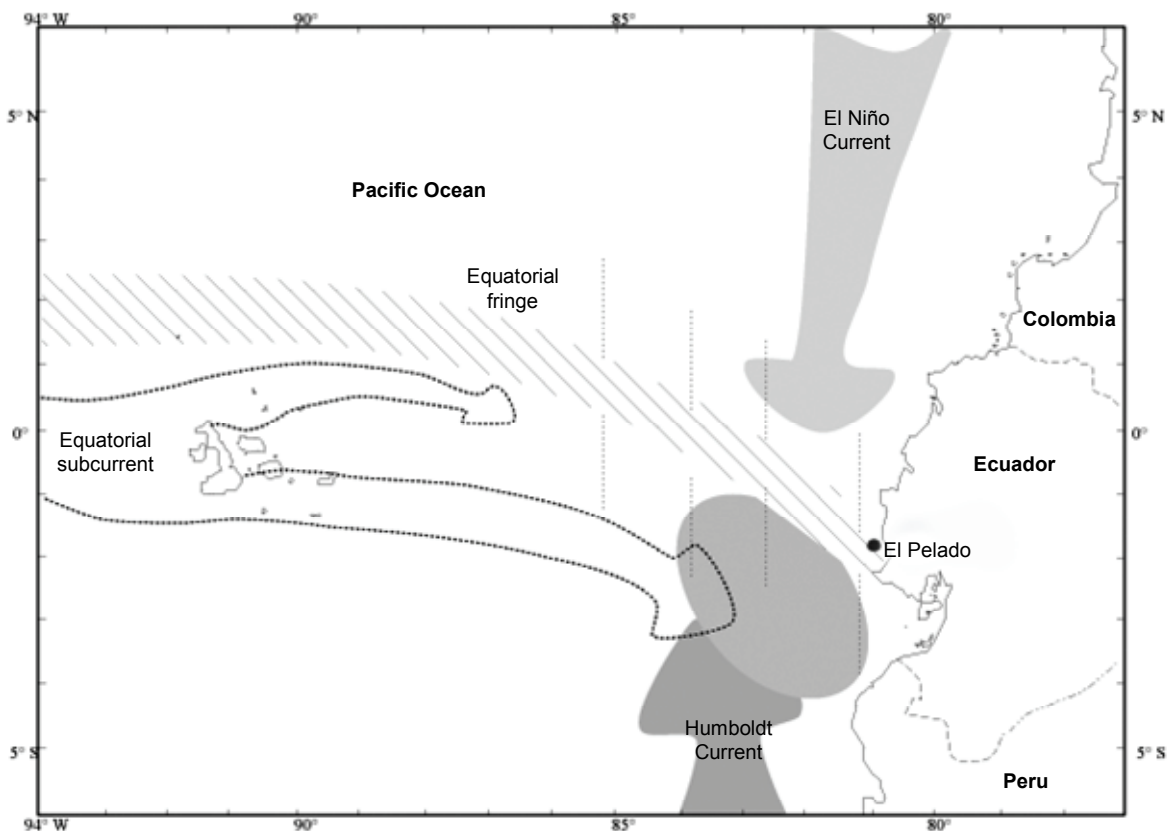 94° W
90°
85°
80°
5° N
5° N
El Niño
Current
Pacific Ocean
Equatorial
fringe
Colombia
0°
0°
Equatorial
subcurrent
Ecuador
El Pelado
Humboldt
Current
5° S
5° S
Peru
94° W
90°
85°
80°